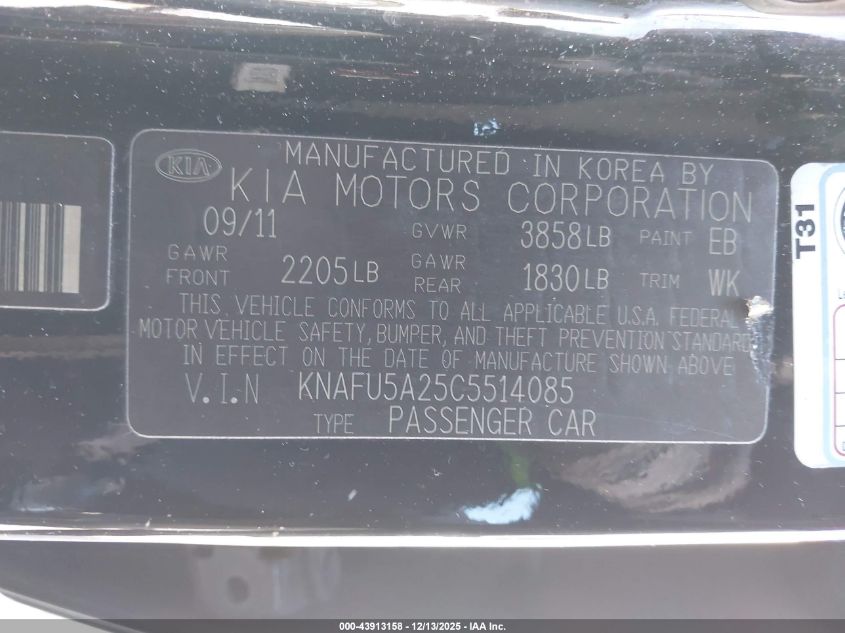 MANUFACTURED IN KOREA BY
KIA
KIA MOTORS CORPORATION
09/11 GVWR 3858LB PAINT EB
GAWR FRONT 2205LB GAWR REAR 1830LB TRIM WK
THIS VEHICLE CONFORMS TO ALL APPLICABLE U.S.A. FEDERAL
MOTOR VEHICLE SAFETY, BUMPER, AND THEFT PREVENTION STANDARD
IN EFFECT ON THE DATE OF MANUFACTURE SHOWN ABOVE
V.I.N KNAFU5A25C5514085
TYPE PASSENGER CAR
T31
000-43913158 - 12/13/2025 - IAA Inc.